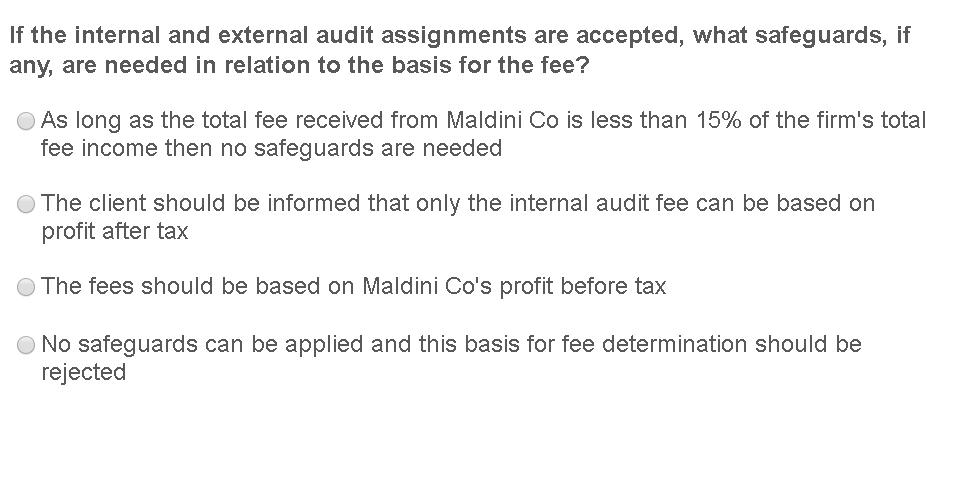 If the internal and external audit assignments are accepted, what safeguards, if
any, are needed in relation to the basis for the fee?
As long as the total fee received from Maldini Co is less than 15% of the firm's total
fee income then no safeguards are needed
The client should be informed that only the internal audit fee can be based on
profit after tax
The fees should be based on Maldini Co's profit before tax
No safeguards can be applied and this basis for fee determination should be
rejected